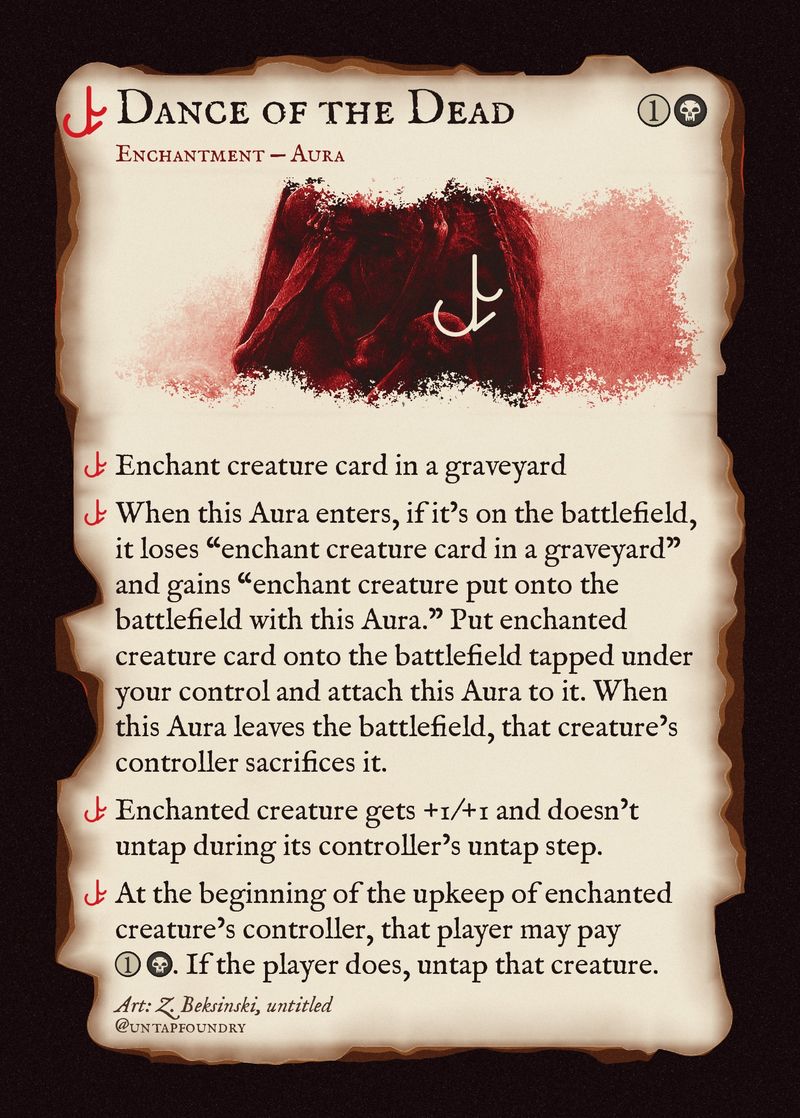 Dance of the Dead 1
Enchantment – Aura
Enchant creature card in a graveyard
When this Aura enters, if it’s on the battlefield,
it loses “enchant creature card in a graveyard”
and gains “enchant creature put onto the
battlefield with this Aura.” Put enchanted
creature card onto the battlefield tapped under
your control and attach this Aura to it. When
this Aura leaves the battlefield, that creature’s
controller sacrifices it.
Enchanted creature gets +1/+1 and doesn’t
untap during its controller’s untap step.
At the beginning of the upkeep of enchanted
creature’s controller, that player may pay
1 . If the player does, untap that creature.
Art: Z. Beksinski, untitled
@untapfoundry